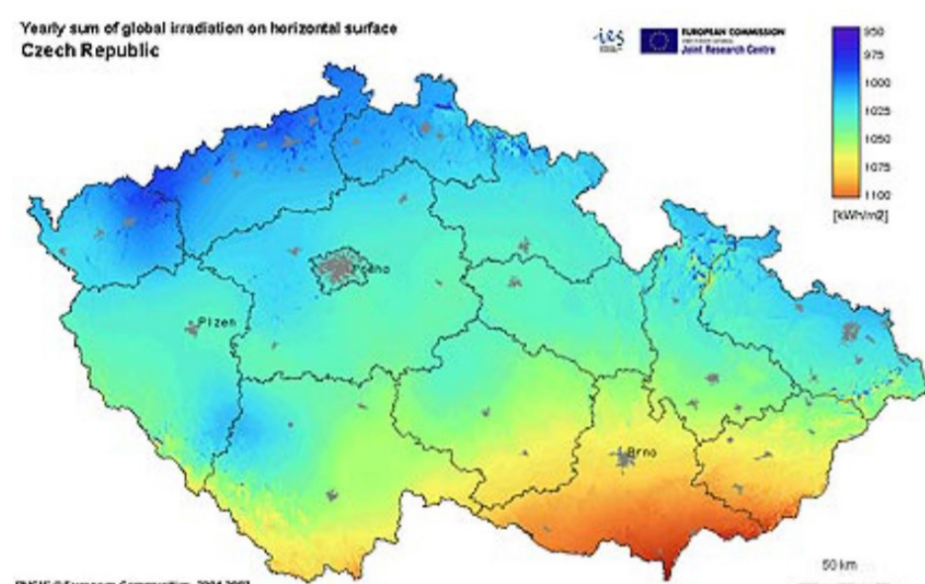 Yearly sum of global irradiation on horizontal surface
Czech Republic
ies
EUROPEAN COMMISSION
Joint Research Centre
950
975
1000
1025
1050
1075
1100
[kWh/m2]
Praha
Plzen
Brno
50 km